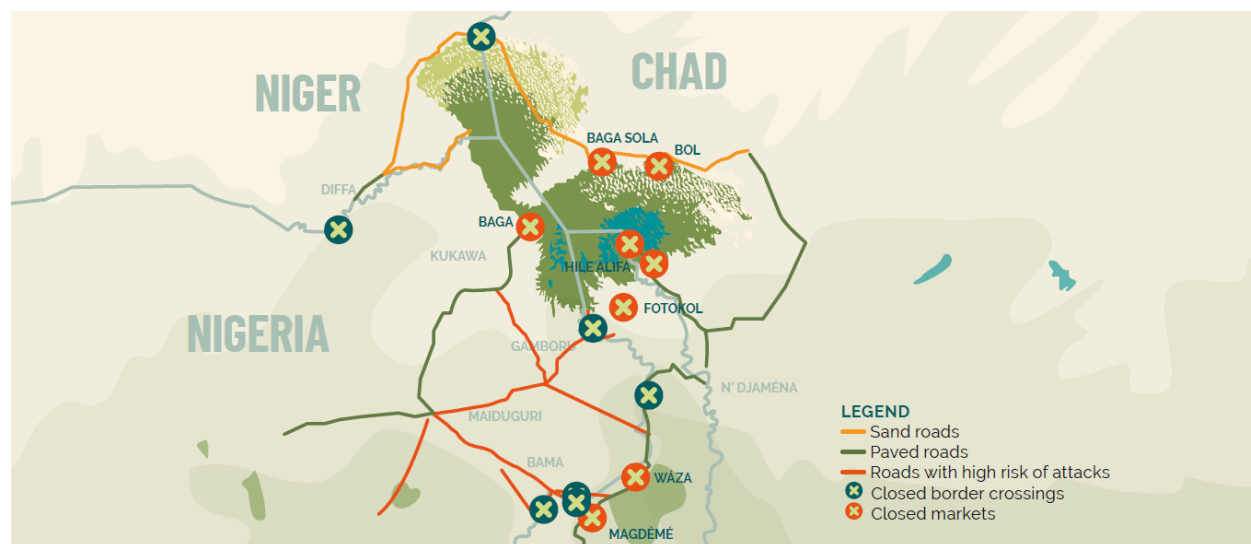 CHAD
NIGER
BAGA SOLA
BOL
DIFFA
BAGA
KUKAWA
HILE ALIFA
FOTOKOL
NIGERIA
GAMBORU
N' DJAMÉNA
MAIDUGURI
BAMA
WAZA
MAGDÉMÉ
LEGEND
Sand roads
Paved roads
Roads with high risk of attacks
Closed border crossings
Closed markets